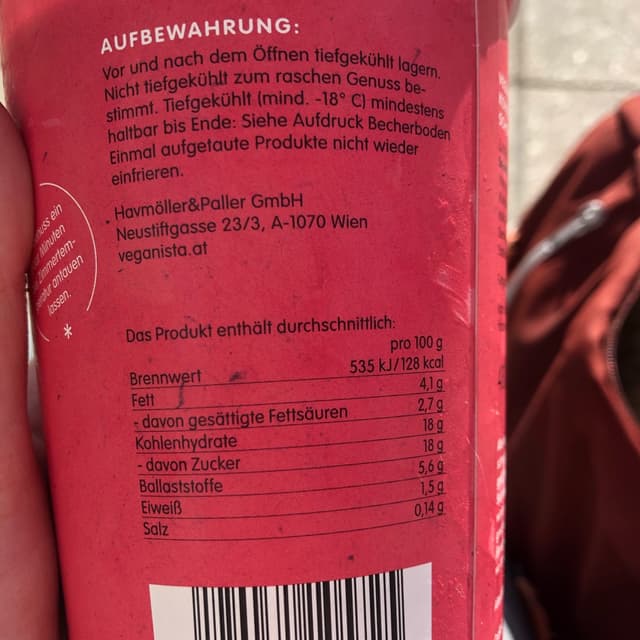 AUFBEWAHRUNG:
Vor und nach dem Öffnen tiefgekühlt lagern.
Nicht tiefgekühlt zum raschen Genuss be-
stimmt. Tiefgekühlt (mind. -18° C) mindestens
haltbar bis Ende: Siehe Aufdruck Becherboden
Einmal aufgetaute Produkte nicht wieder
einfrieren.
Havmöller&Paller GmbH
Neustiftgasse 23/3, A-1070 Wien
veganista.at
ein
Minuten
antauen
lassen.
*
Das Produkt enthält durchschnittlich:
pro 100 g
Brennwert 535 kJ/128 kcal
Fett 4,1 g
- davon gesättigte Fettsäuren 2,7 g
Kohlenhydrate 18 g
- davon Zucker 18 g
Ballaststoffe 5,6 g
Eiweiß 1,5 g
Salz 0,14 g